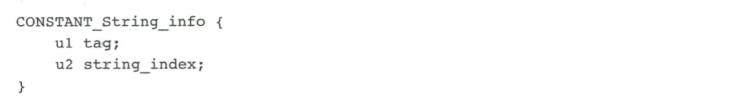 CONSTANT_String_info {
    u1 tag;
    u2 string_index;
}